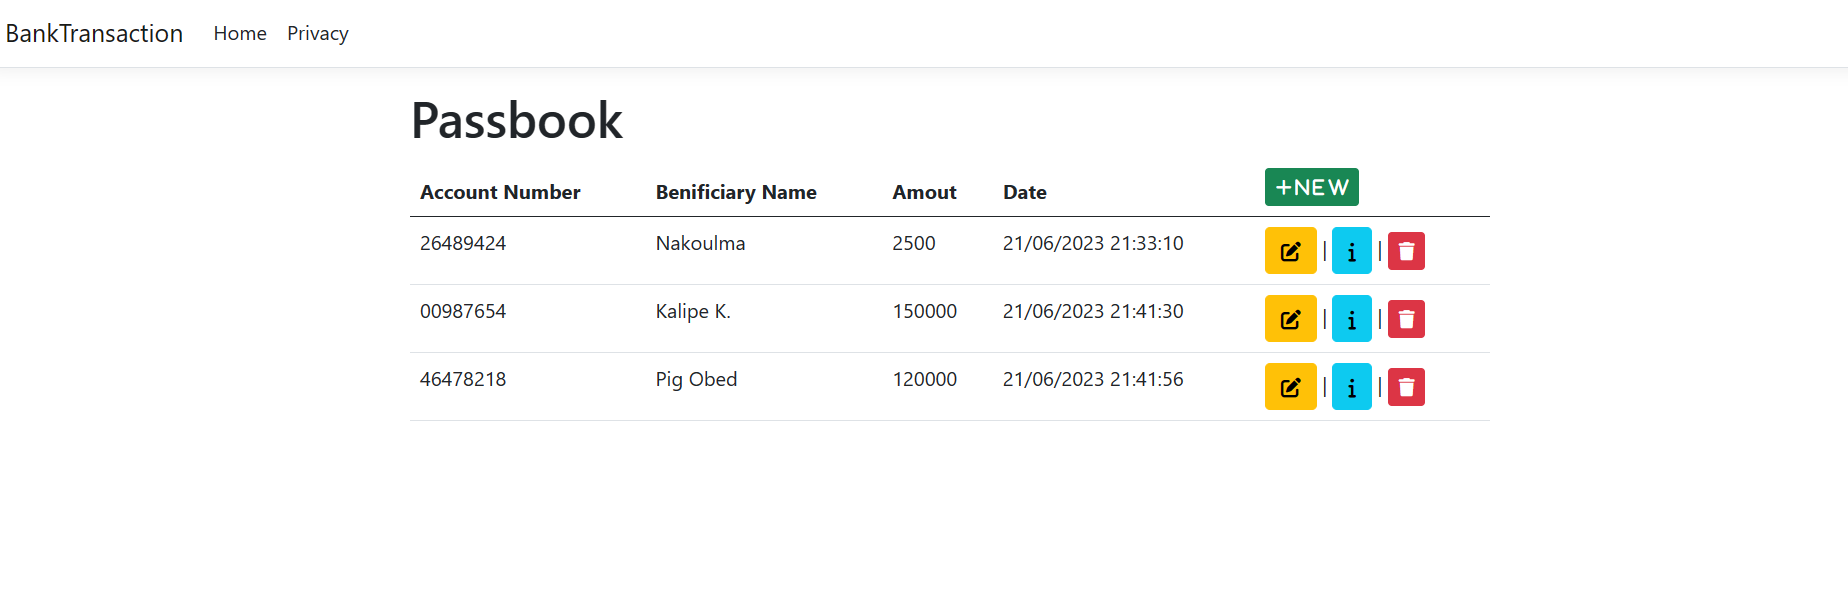 BankTransaction Home Privacy
Passbook
Account Number Benificiary Name Amout Date +NEW
26489424 Nakoulma 2500 21/06/2023 21:33:10 | |
00987654 Kalipe K. 150000 21/06/2023 21:41:30 | |
46478218 Pig Obed 120000 21/06/2023 21:41:56 | |